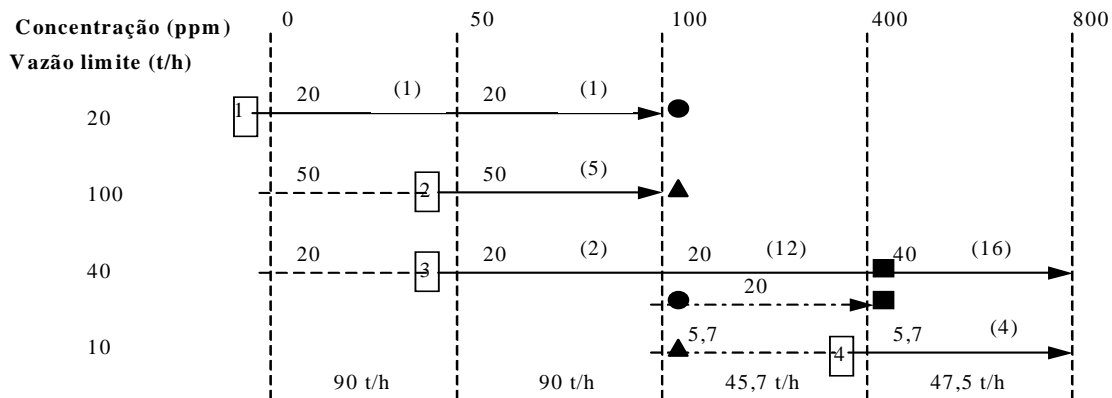 Concentração (ppm) 0 50 100 400 800
Vazão limite (t/h)
20 1 20 (1) 20 (1)
100 50 2 50 (5)
40 20 3 20 (2) 20 (12) 40 (16)
20
10 5,7 4 5,7 (4)
90 t/h 90 t/h 45,7 t/h 47,5 t/h